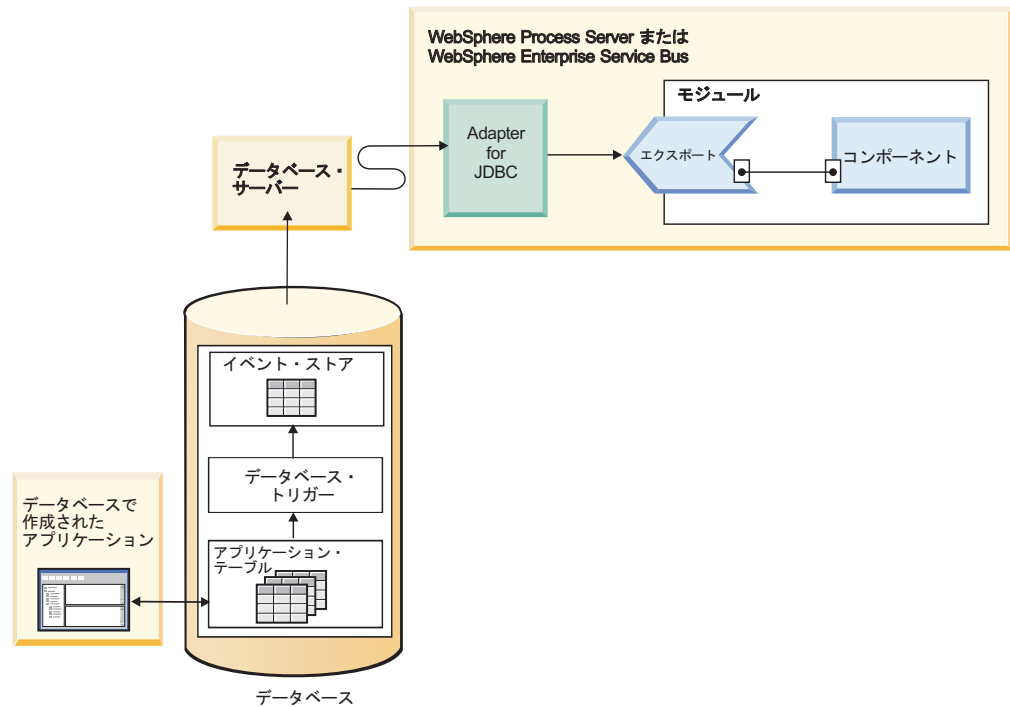 WebSphere Process Server または
WebSphere Enterprise Service Bus
モジュール
Adapter
for
JDBC
エクスポート
コンポーネント
データベース・
サーバー
イベント・ストア
データベース・
トリガー
アプリケーション・
テーブル
データベースで
作成された
アプリケーション
データベース